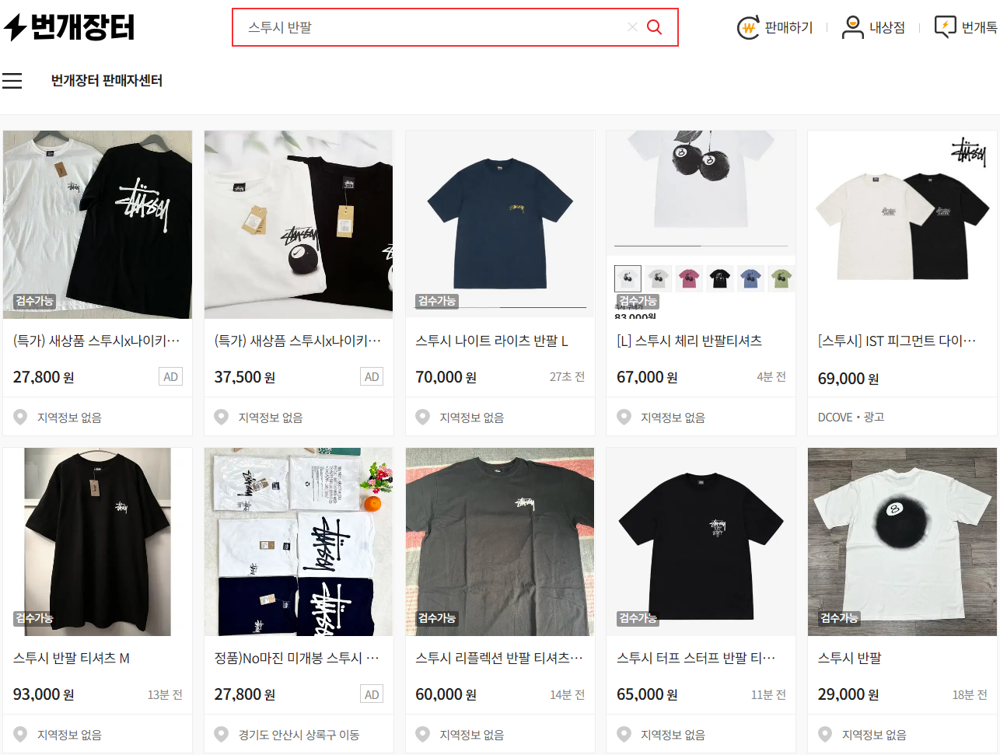 번개장터
스투시 반팔
판매하기
내상점
번개톡
번개장터 판매자센터
검수가능
(특가) 새상품 스투시x나이키…
27,800 원
AD
지역정보 없음
(특가) 새상픔 스투시x나이키…
37,500 원
AD
지역정보 없음
검수가능
스투시 나이트 라이츠 반팔 L
70,000 원
27초 전
지역정보 없음
검수가능
83,000원
[L] 스투시 체리 반팔티셔츠
67,000 원
4분 전
지역정보 없음
[스투시] IST 피그먼트 다이…
69,000 원
DCOVE・광고
검수가능
스투시 반팔 티셔츠 M
93,000 원
13분 전
지역정보 없음
정품)No마진 미개봉 스투시 …
27,800 원
AD
경기도 안산시 상록구 이동
검수가능
스투시 리플렉션 반팔 티셔츠…
60,000 원
14분 전
지역정보 없음
검수가능
스투시 터프 스터프 반팔 티…
65,000 원
11분 전
지역정보 없음
8
검수가능
스투시 반팔
29,000 원
18분 전
지역정보 없음